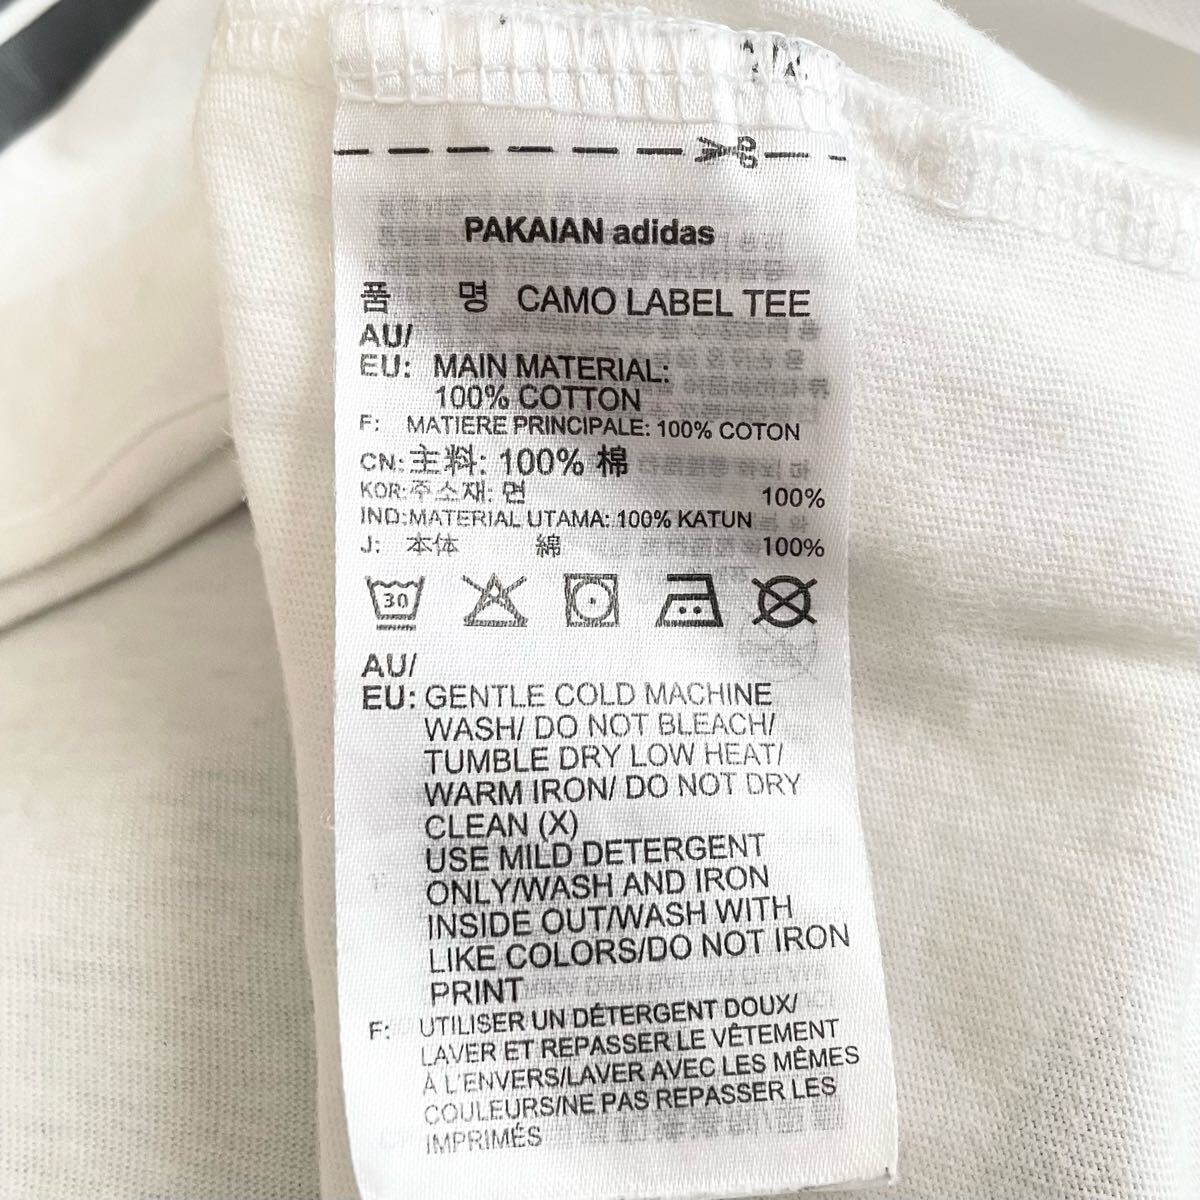 PAKAIAN adidas
품 명 CAMO LABEL TEE
AU/
EU: MAIN MATERIAL:
100% COTTON
F: MATIERE PRINCIPALE: 100% COTON
CN: 主料: 100% 棉
KOR: 주소재: 면 100%
IND: MATERIAL UTAMA: 100% KATUN
J: 本体 綿 100%
30
AU/
EU: GENTLE COLD MACHINE
WASH/ DO NOT BLEACH/
TUMBLE DRY LOW HEAT/
WARM IRON/ DO NOT DRY
CLEAN (X)
USE MILD DETERGENT
ONLY/WASH AND IRON
INSIDE OUT/WASH WITH
LIKE COLORS/DO NOT IRON
PRINT
F: UTILISER UN DÉTERGENT DOUX/
LAVER ET REPASSER LE VÊTEMENT
À L'ENVERS/LAVER AVEC LES MÊMES
COULEURS/NE PAS REPASSER LES
IMPRIMÉS